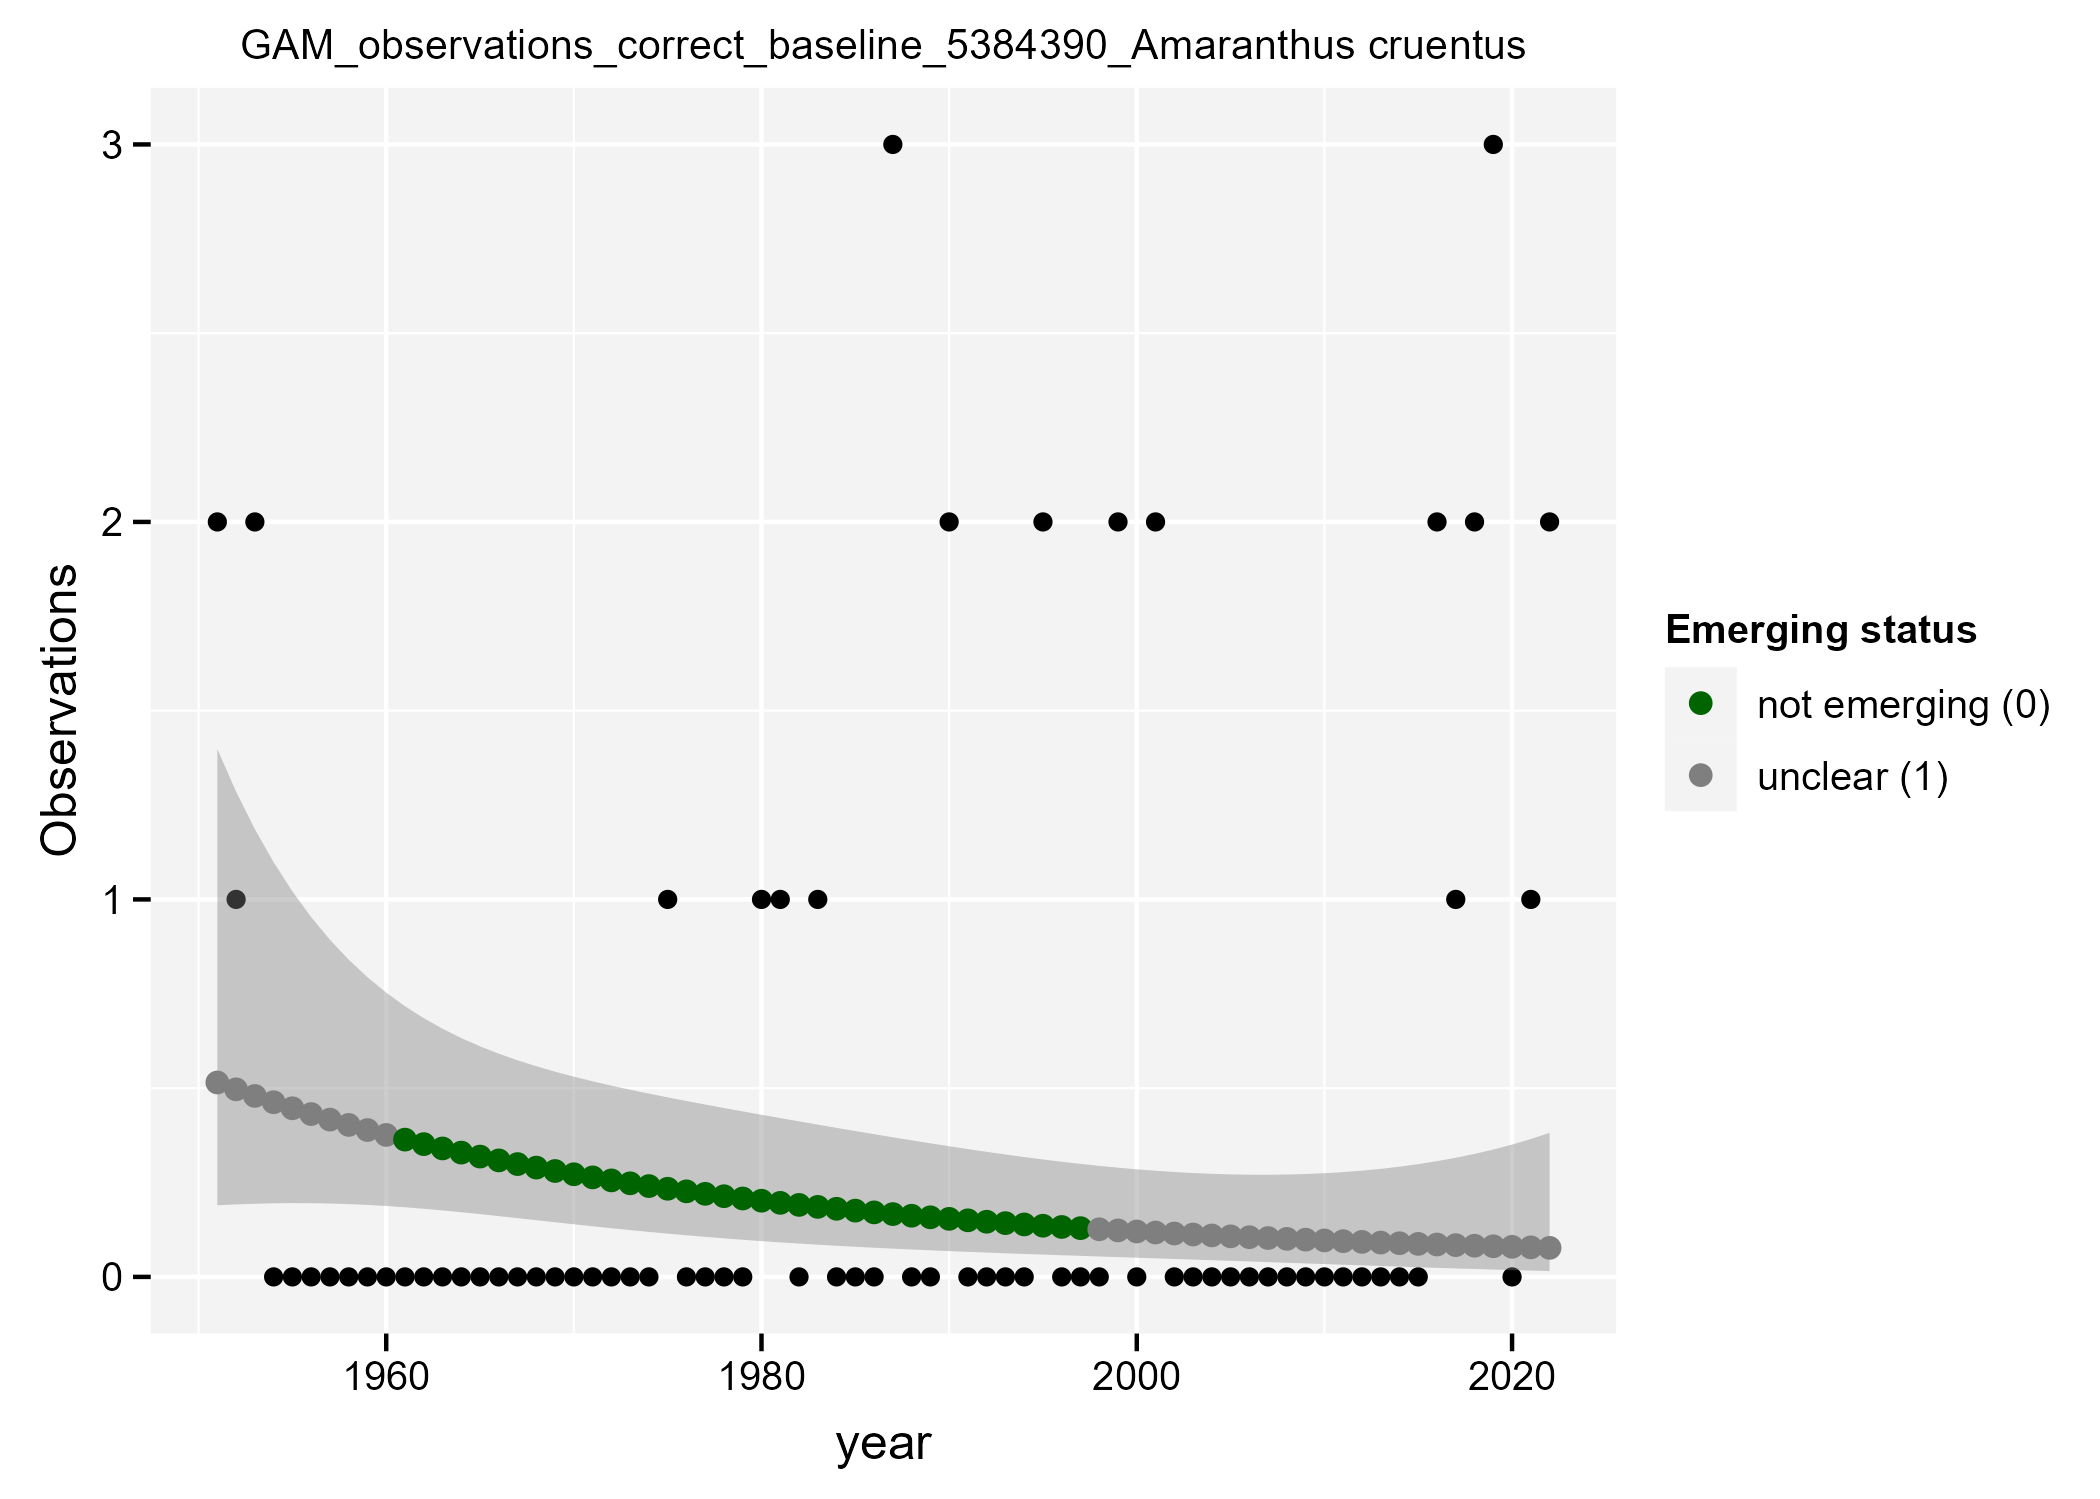 GAM_observations_correct_baseline_5384390_Amaranthus cruentus
3
2
1
0
Observations
1960
1980
2000
2020
year
Emerging status
not emerging (0)
unclear (1)